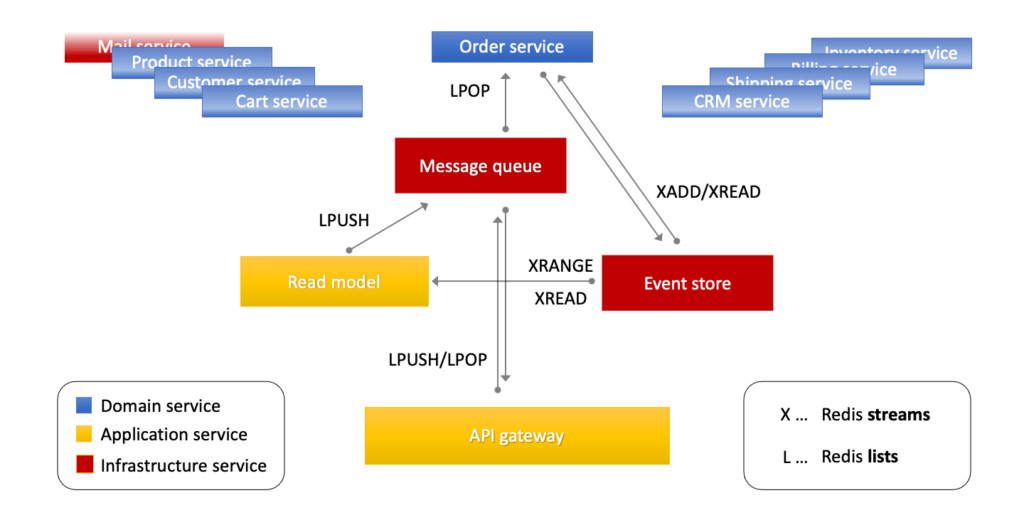 Mail service
Product service
Customer service
Cart service
Order service
Inventory service
Billing service
Shipping service
CRM service
LPOP
Message queue
XADD/XREAD
LPUSH
Read model
XRANGE
XREAD
Event store
LPUSH/LPOP
API gateway
Domain service
Application service
Infrastructure service
X ... Redis streams
L ... Redis lists